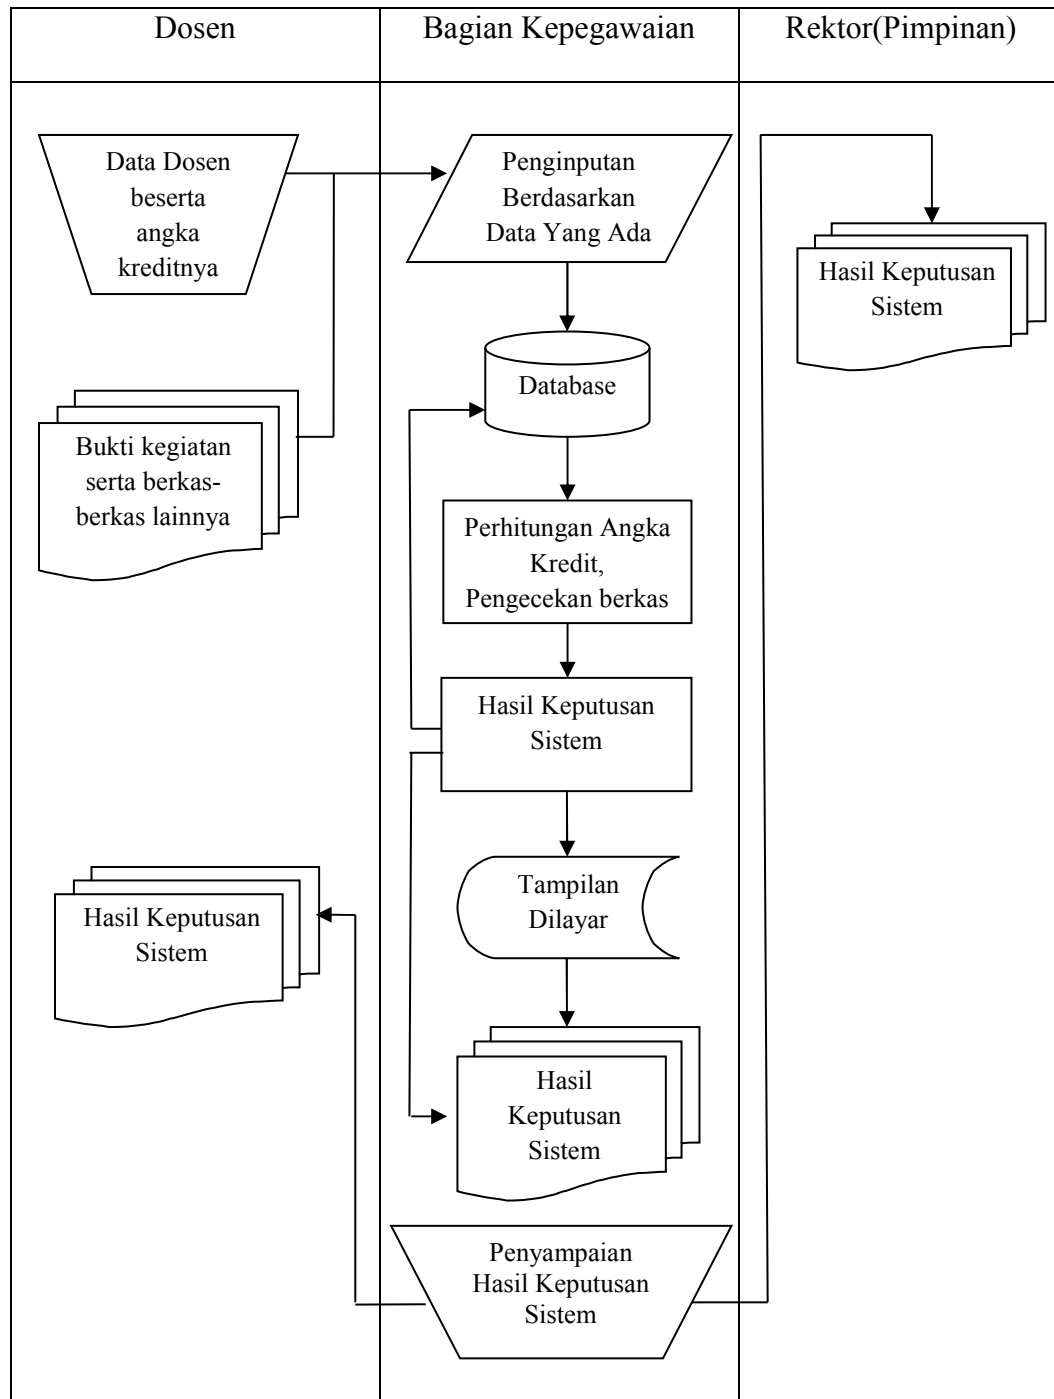 Dosen
Bagian Kepegawaian
Rektor(Pimpinan)
Data Dosen
beserta
angka
kreditnya
Bukti kegiatan
serta berkas-
berkas lainnya
Hasil Keputusan
Sistem
Penginputan
Berdasarkan
Data Yang Ada
Database
Perhitungan Angka
Kredit,
Pengecekan berkas
Hasil Keputusan
Sistem
Tampilan
Dilayar
Hasil
Keputusan
Sistem
Penyampaian
Hasil Keputusan
Sistem
Hasil Keputusan
Sistem